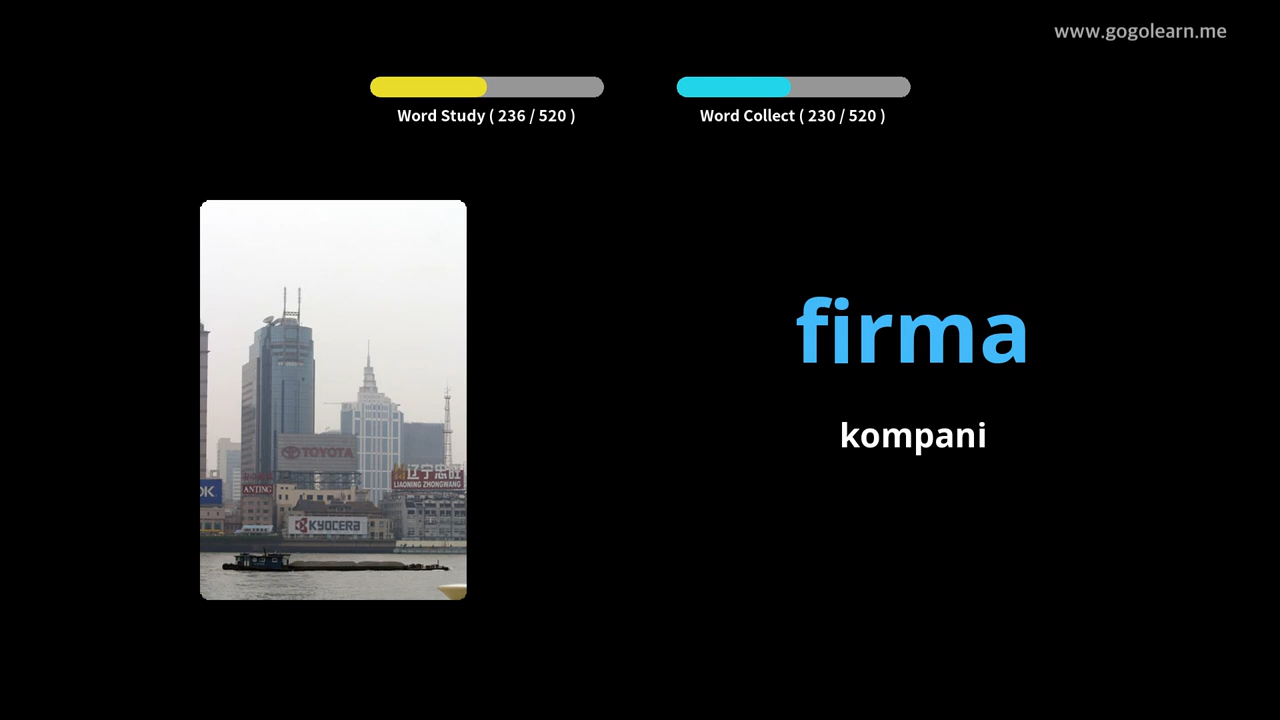 www.gogolearn.me
Word Study ( 236 / 520 )
Word Collect ( 230 / 520 )
firma
kompani
TOYOTA
辽宁忠旺
LIAONING ZHONGWANG
ANTING
OK
KYOCERA